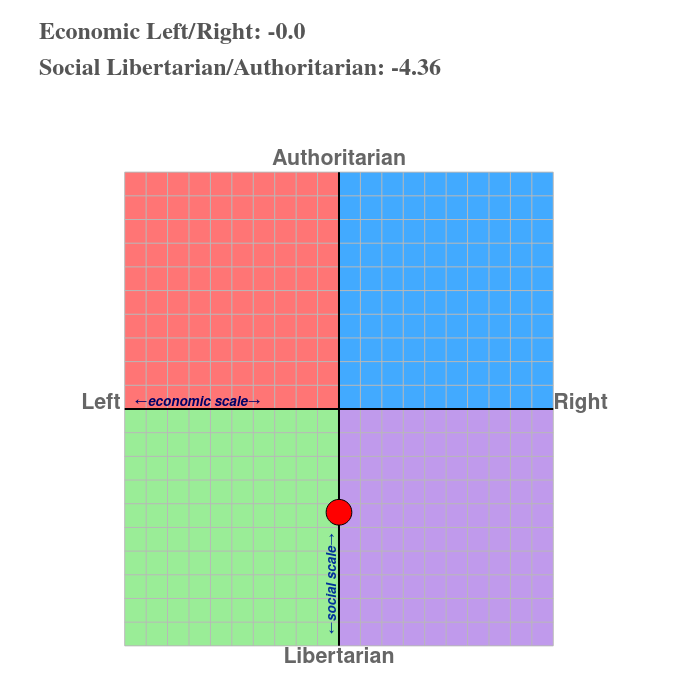 Economic Left/Right: -0.0
Social Libertarian/Authoritarian: -4.36
Authoritarian
Left
←economic scale→
Right
←social scale→
Libertarian